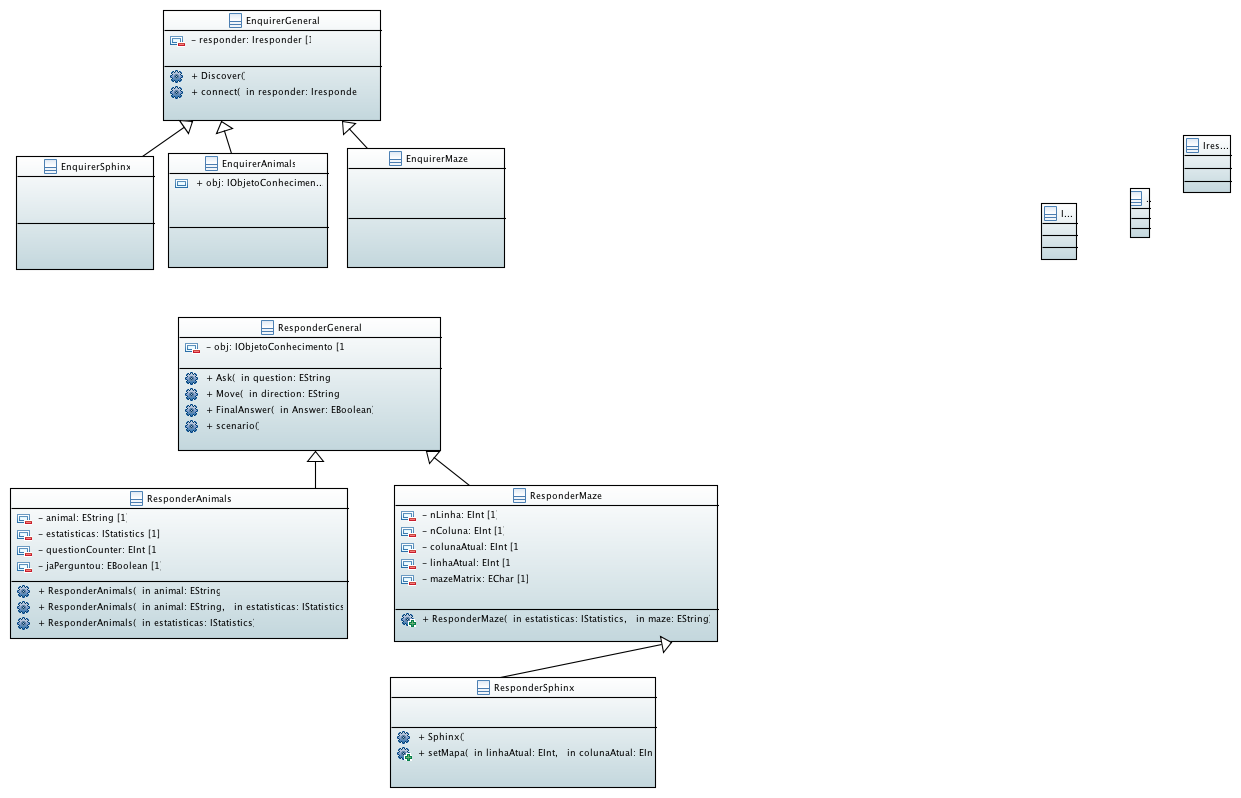 EnquirerGeneral
- responder: Iresponder [1
+ Discover(
+ connect( in responder: Iresponde
EnquirerSphinx
EnquirerAnimals
+ obj: IObjetoConhecimen..
EnquirerMaze
Ires...
..
I...
ResponderGeneral
- obj: IObjetoConhecimento [1
+ Ask( in question: EString
+ Move( in direction: EString
+ FinalAnswer( in Answer: EBoolean)
+ scenario(
ResponderAnimals
- animal: EString [1]
- estatisticas: IStatistics [1]
- questionCounter: EInt [1
- jaPerguntou: EBoolean [1]
+ ResponderAnimals( in animal: EString
+ ResponderAnimals( in animal: EString, in estatisticas: IStatistics
+ ResponderAnimals( in estatisticas: IStatistics)
ResponderMaze
- nLinha: EInt [1]
- nColuna: EInt [1]
- colunaAtual: EInt [1
- linhaAtual: EInt [1
- mazeMatrix: EChar [1]
+ ResponderMaze( in estatisticas: IStatistics, in maze: EString)
ResponderSphinx
+ Sphinx(
+ setMapa( in linhaAtual: EInt, in colunaAtual: EIn